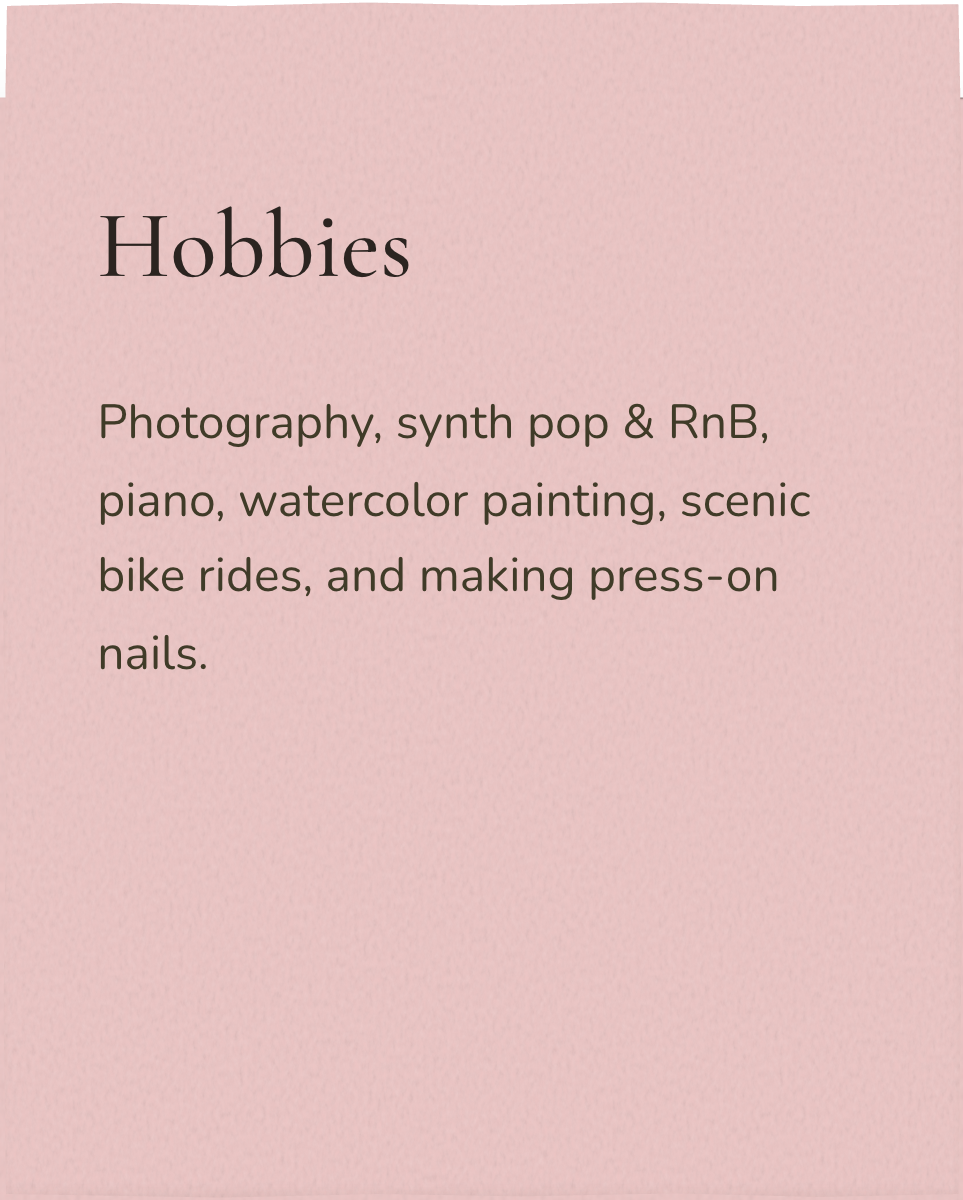 Hobbies
Photography, synth pop & RnB,
piano, watercolor painting, scenic
bike rides, and making press-on
nails.